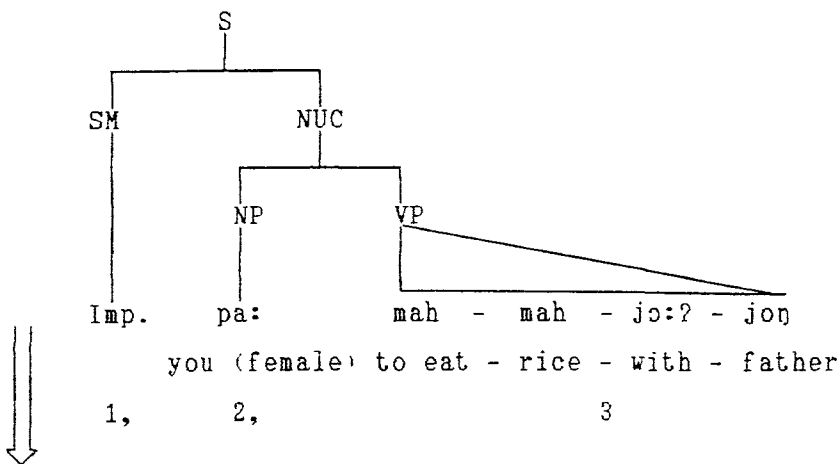 S
SM NUC
NP VP
Imp. pa: mah - mah - jɔ:ʔ - joŋ
you (female) to eat - rice - with - father
1, 2, 3